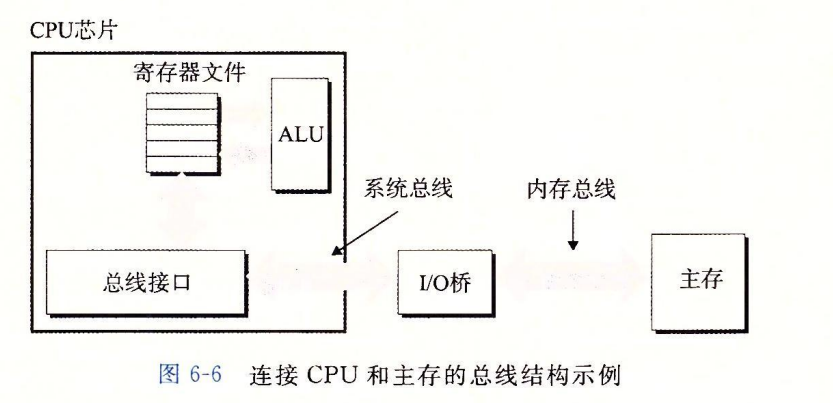 CPU芯片
寄存器文件
ALU
系统总线
内存总线
总线接口
I/O桥
主存
图 6-6 连接 CPU 和主存的总线结构示例